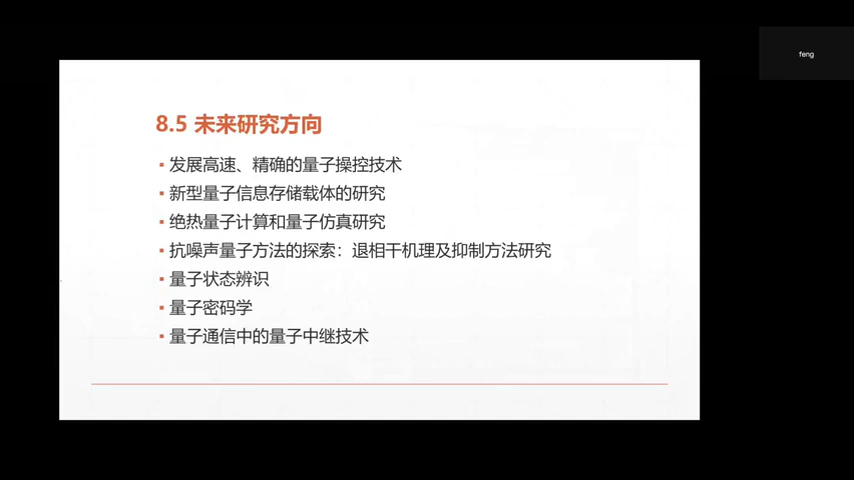 feng
8.5 未来研究方向
▪ 发展高速、精确的量子操控技术
▪ 新型量子信息存储载体的研究
▪ 绝热量子计算和量子仿真研究
▪ 抗噪声量子方法的探索：退相干机理及抑制方法研究
▪ 量子状态辨识
▪ 量子密码学
▪ 量子通信中的量子中继技术